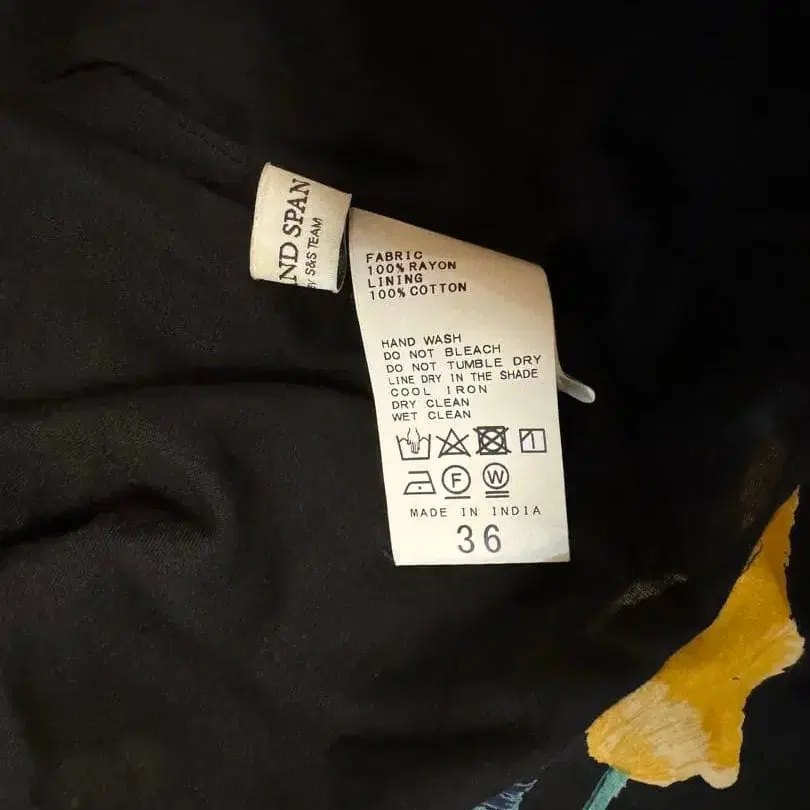 ND SPAN
Y S&S TEAM
FABRIC
100% RAYON
LINING
100% COTTON
HAND WASH
DO NOT BLEACH
DO NOT TUMBLE DRY
LINE DRY IN THE SHADE
COOL IRON
DRY CLEAN
WET CLEAN
F W
MADE IN INDIA
36